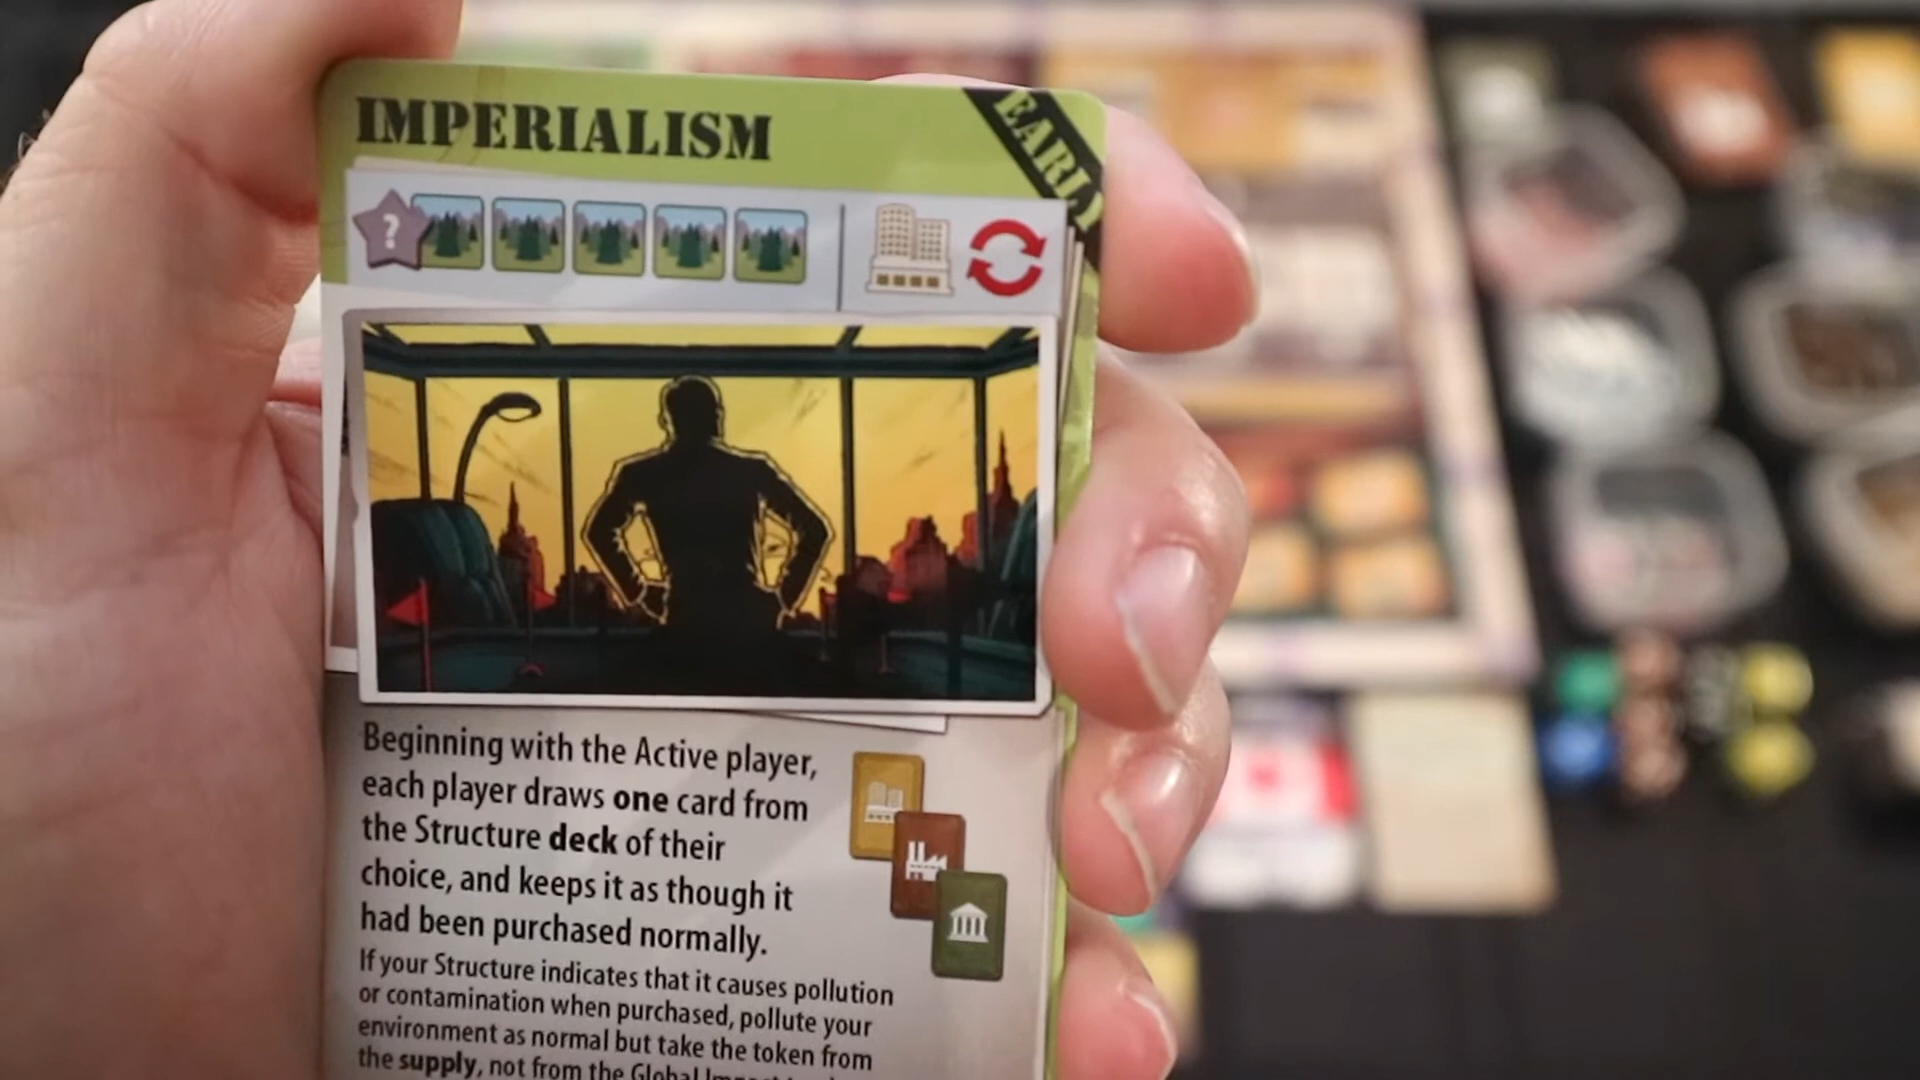 IMPERIALISM
EARLY
?
Beginning with the Active player,
each player draws one card from
the Structure deck of their
choice, and keeps it as though it
had been purchased normally.
If your Structure indicates that it causes pollution
or contamination when purchased, pollute your
environment as normal but take the token from
the supply, not from the Global